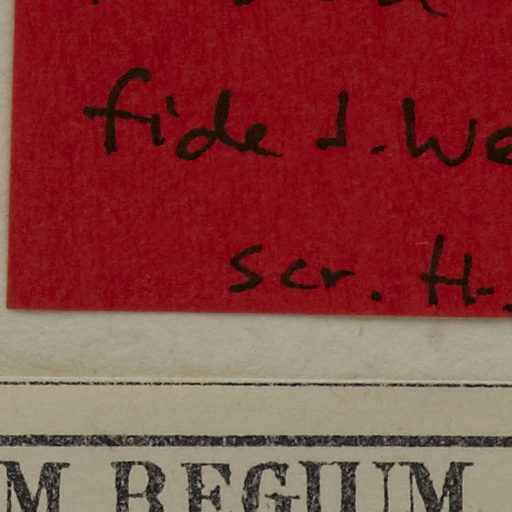 fide J. We
scr. H.
M REGIUM